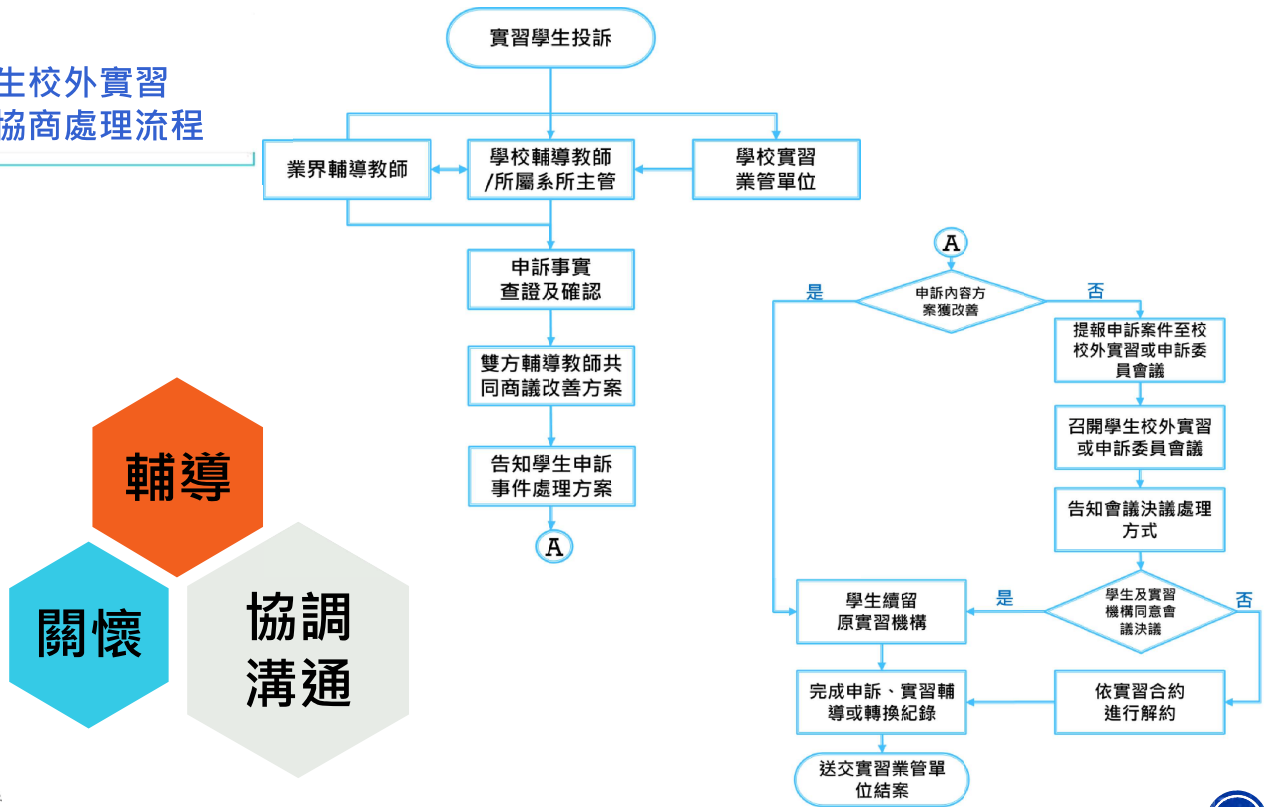 生校外實習
協商處理流程
實習學生投訴
業界輔導教師
學校輔導教師
/所屬系所主管
學校實習
業管單位
申訴事實
查證及確認
雙方輔導教師共
同商議改善方案
告知學生申訴
事件處理方案
A
A
申訴內容方
案獲改善
是
否
提報申訴案件至校
校外實習或申訴委
員會議
召開學生校外實習
或申訴委員會議
告知會議決議處理
方式
學生及實習
機構同意會
議決議
是
否
學生續留
原實習機構
完成申訴、實習輔
導或轉換紀錄
依實習合約
進行解約
送交實習業管單
位結案
輔導
關懷
協調
溝通